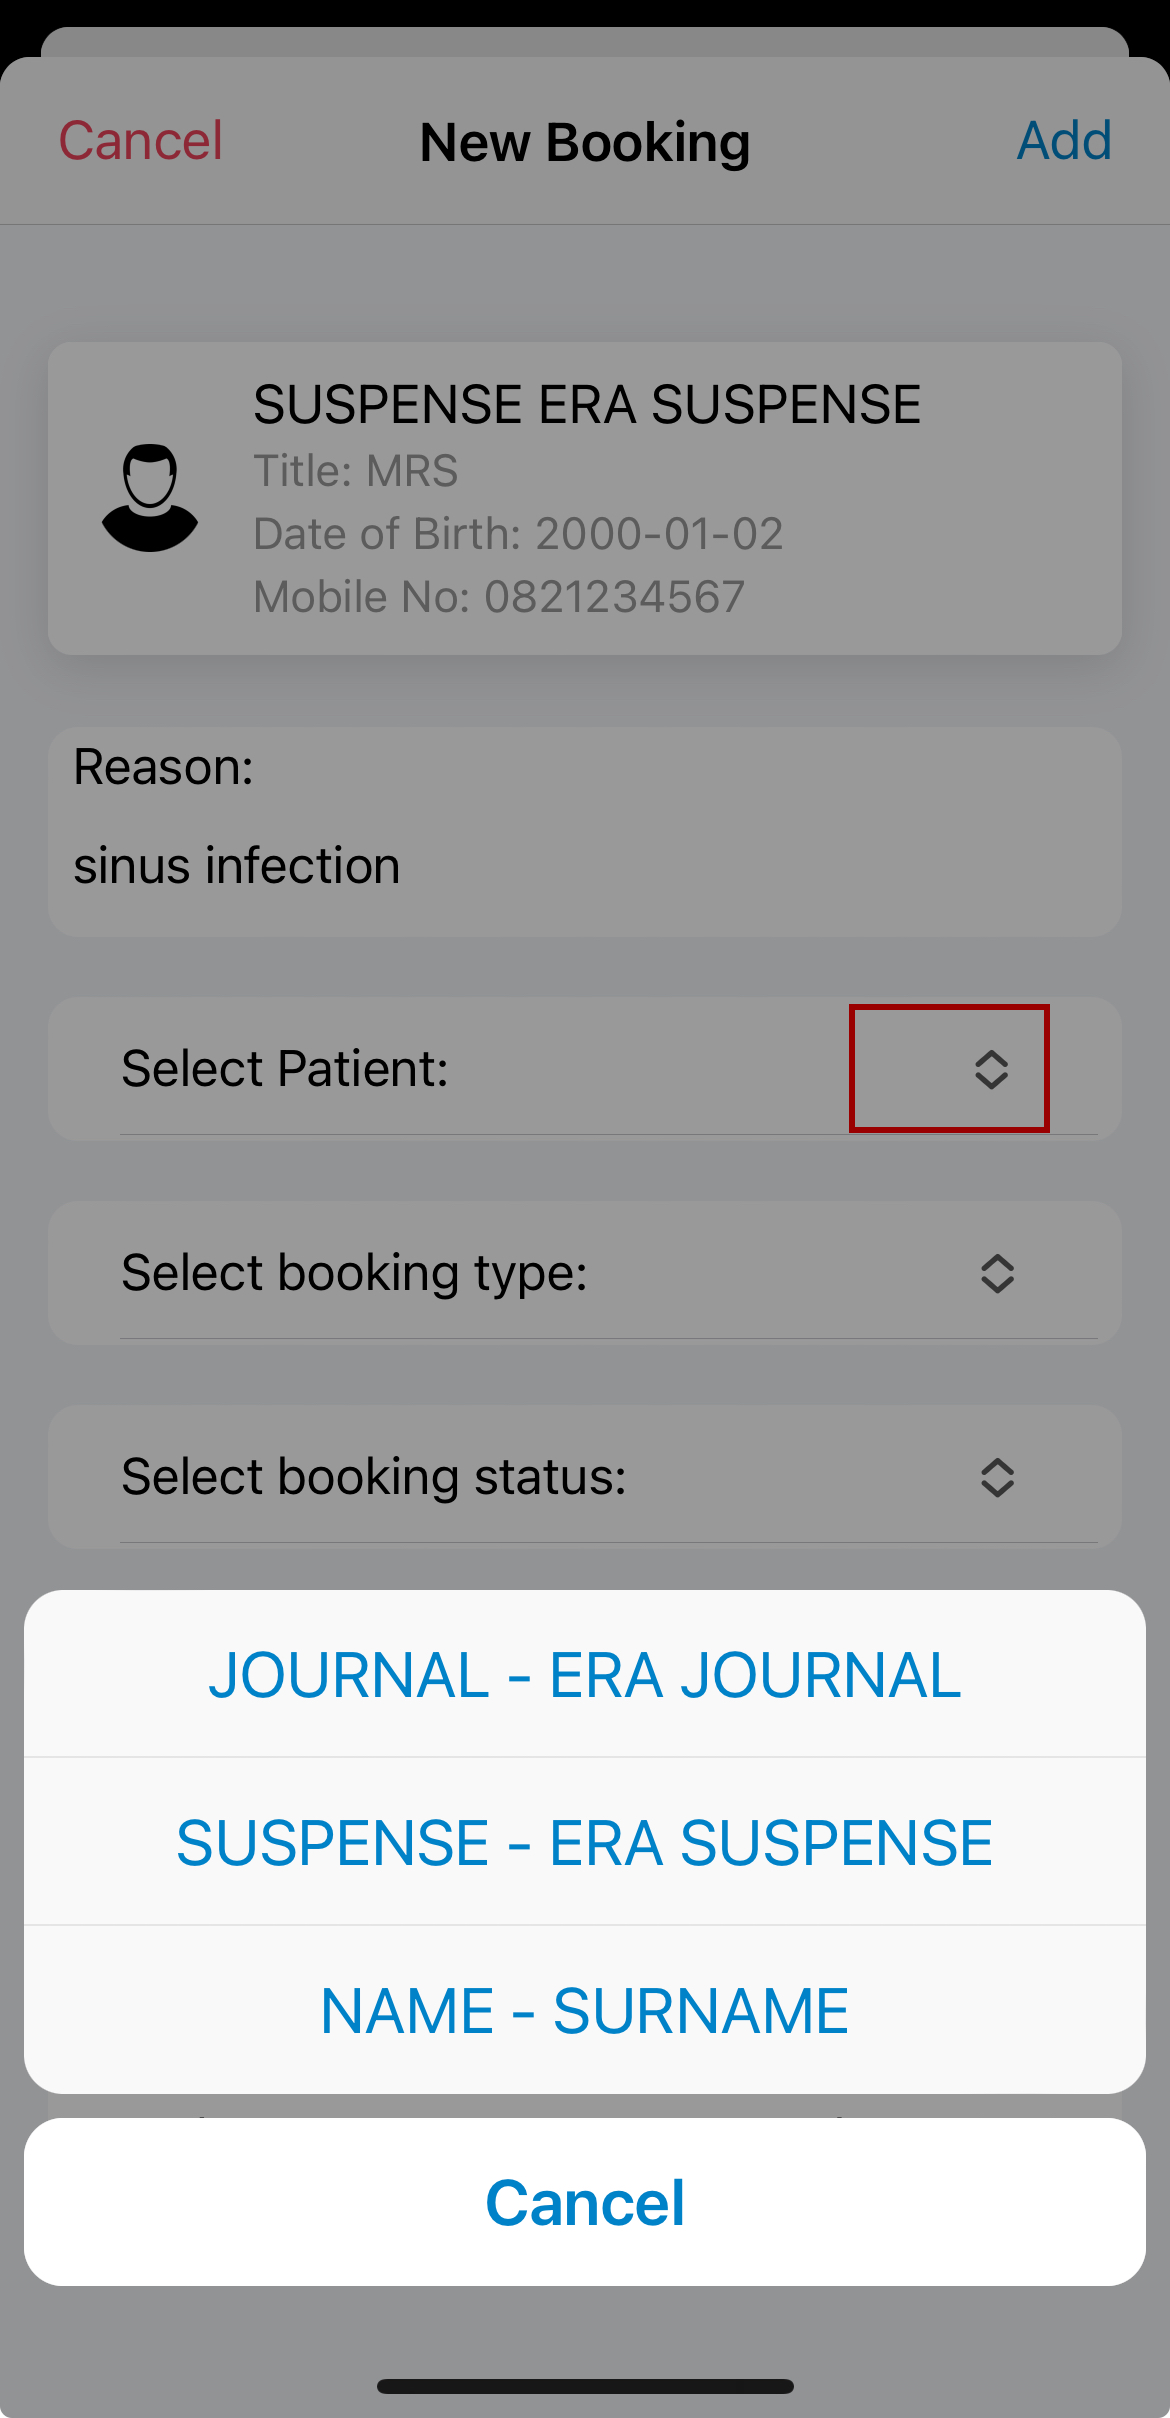 Cancel New Booking Add
SUSPENSE ERA SUSPENSE
Title: MRS
Date of Birth: 2000-01-02
Mobile No: 0821234567
Reason:
sinus infection
Select Patient:
Select booking type:
Select booking status:
JOURNAL - ERA JOURNAL
SUSPENSE - ERA SUSPENSE
NAME - SURNAME
Cancel